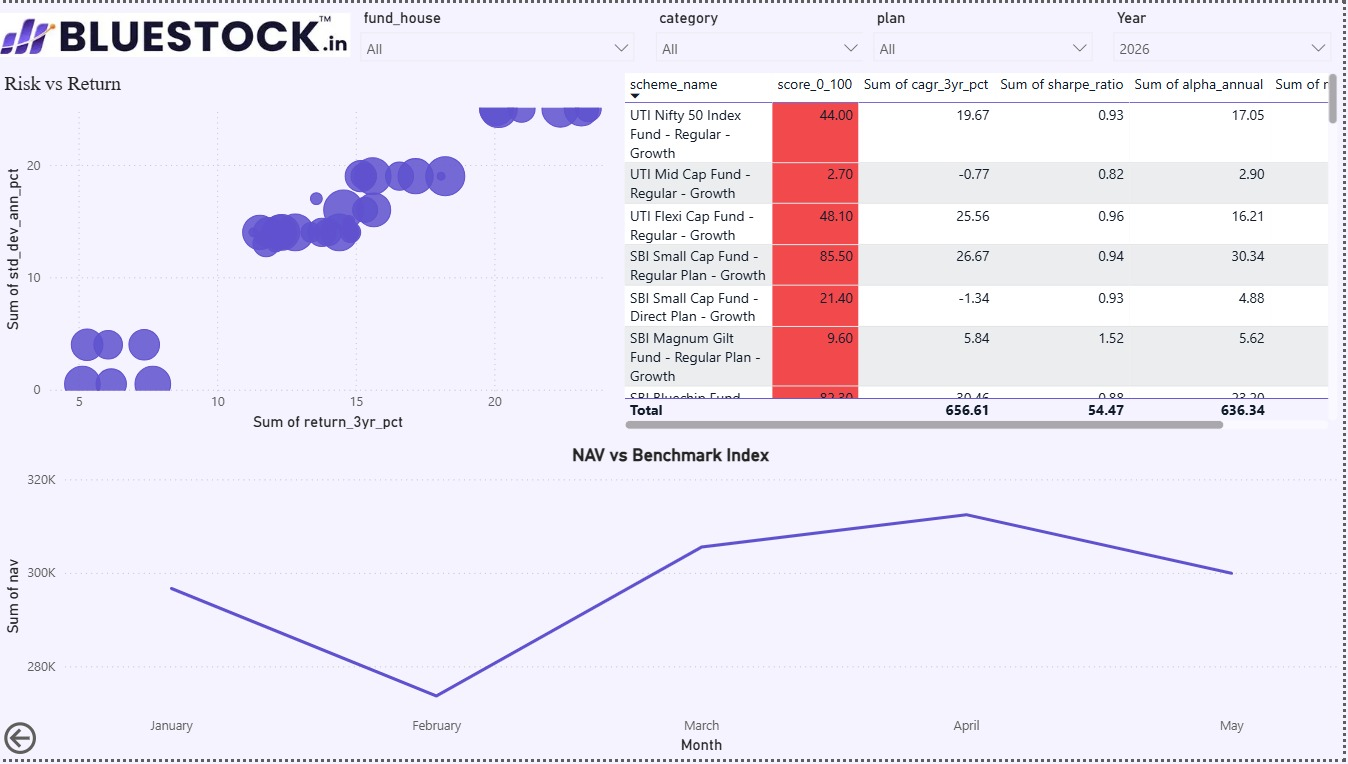 BLUESTOCK.in™
fund_house
All
category
All
plan
All
Year
2026
Risk vs Return
Sum of std_dev_ann_pct
20
10
0
5 10 15 20
Sum of return_3yr_pct
scheme_name score_0_100 Sum of cagr_3yr_pct Sum of sharpe_ratio Sum of alpha_annual Sum of
UTI Nifty 50 Index 44.00 19.67 0.93 17.05
Fund - Regular -
Growth
UTI Mid Cap Fund - 2.70 -0.77 0.82 2.90
Regular - Growth
UTI Flexi Cap Fund - 48.10 25.56 0.96 16.21
Regular - Growth
SBI Small Cap Fund - 85.50 26.67 0.94 30.34
Regular Plan - Growth
SBI Small Cap Fund - 21.40 -1.34 0.93 4.88
Direct Plan - Growth
SBI Magnum Gilt 9.60 5.84 1.52 5.62
Fund - Regular Plan -
Growth
SBI Bluechip Fund
Total 656.61 54.47 636.34
NAV vs Benchmark Index
Sum of nav
320K
300K
280K
January February March April May
Month